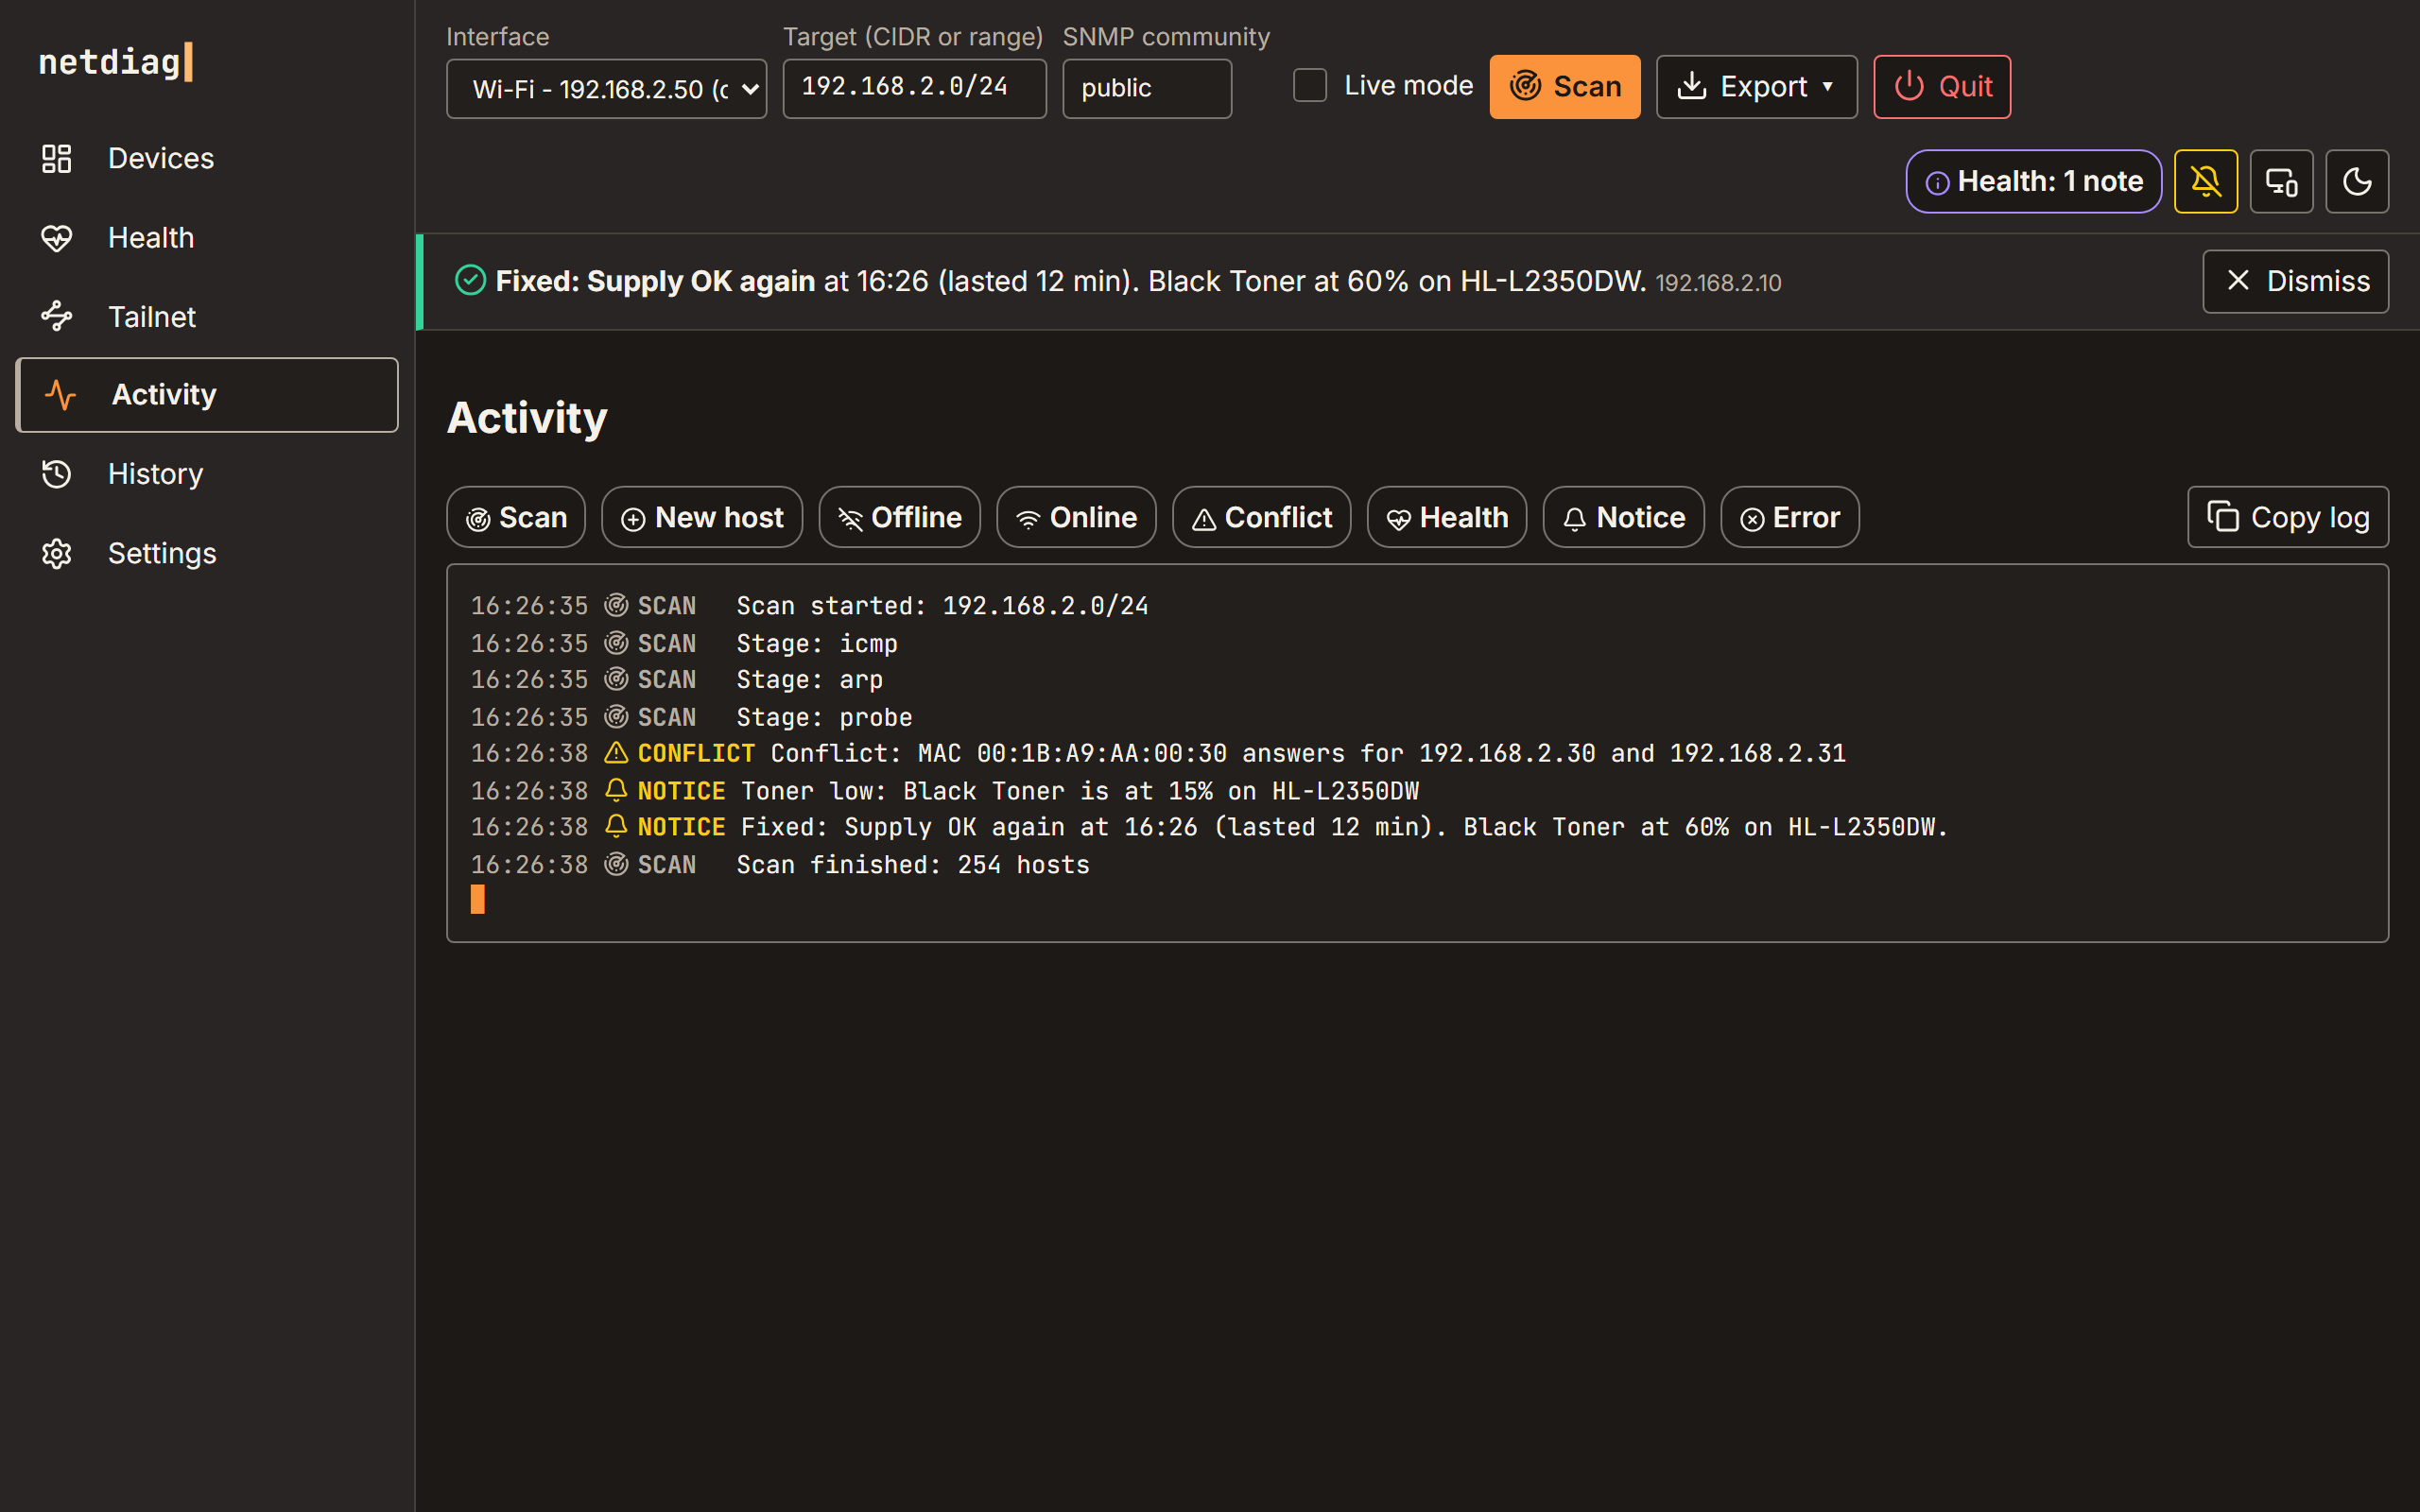 netdiag
Devices
Health
Tailnet
Activity
History
Settings
Interface
Wi-Fi - 192.168.2.50 (c
Target (CIDR or range)
192.168.2.0/24
SNMP community
public
Live mode
Scan
Export
Quit
Health: 1 note
Fixed: Supply OK again at 16:26 (lasted 12 min). Black Toner at 60% on HL-L2350DW. 192.168.2.10
Dismiss
Activity
Scan New host Offline Online Conflict Health Notice Error
Copy log
16:26:35 SCAN Scan started: 192.168.2.0/24
16:26:35 SCAN Stage: icmp
16:26:35 SCAN Stage: arp
16:26:35 SCAN Stage: probe
16:26:38 CONFLICT Conflict: MAC 00:1B:A9:AA:00:30 answers for 192.168.2.30 and 192.168.2.31
16:26:38 NOTICE Toner low: Black Toner is at 15% on HL-L2350DW
16:26:38 NOTICE Fixed: Supply OK again at 16:26 (lasted 12 min). Black Toner at 60% on HL-L2350DW.
16:26:38 SCAN Scan finished: 254 hosts